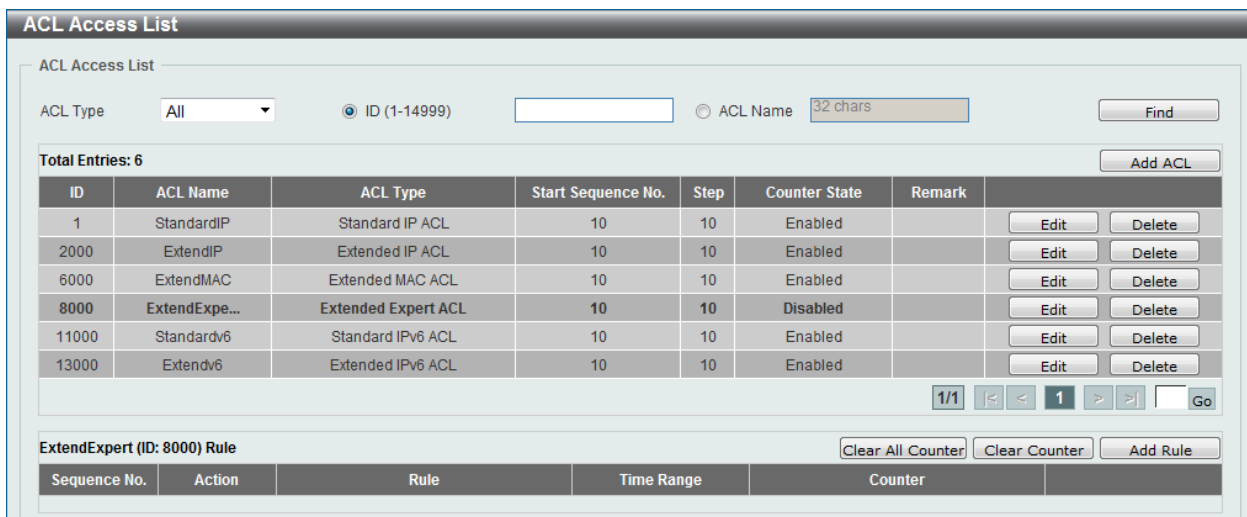 ACL Access List
ACL Access List
ACL Type All ID (1-14999) ACL Name 32 chars Find
Total Entries: 6 Add ACL
ID ACL Name ACL Type Start Sequence No. Step Counter State Remark
1 StandardIP Standard IP ACL 10 10 Enabled Edit Delete
2000 ExtendIP Extended IP ACL 10 10 Enabled Edit Delete
6000 ExtendMAC Extended MAC ACL 10 10 Enabled Edit Delete
8000 ExtendExpe... Extended Expert ACL 10 10 Disabled Edit Delete
11000 Standardv6 Standard IPv6 ACL 10 10 Enabled Edit Delete
13000 Extendv6 Extended IPv6 ACL 10 10 Enabled Edit Delete
1/1 |< < 1 > >| Go
ExtendExpert (ID: 8000) Rule Clear All Counter Clear Counter Add Rule
Sequence No. Action Rule Time Range Counter